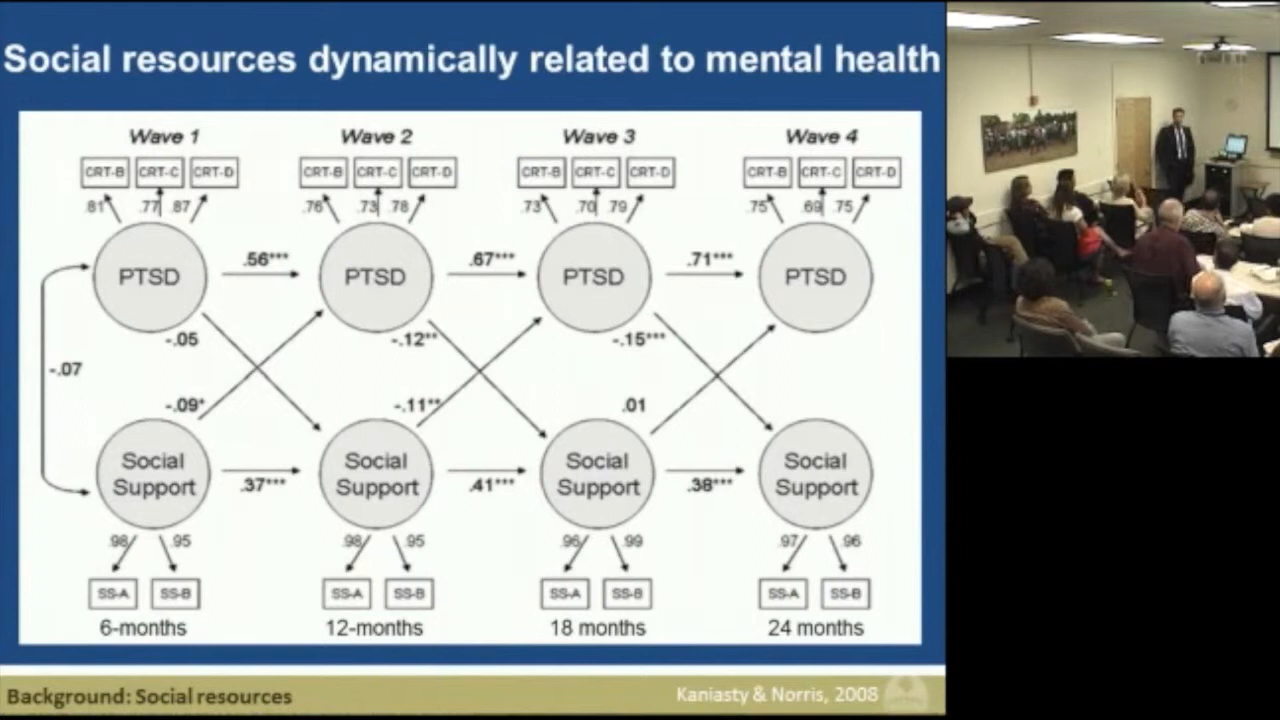 Social resources dynamically related to mental health
Wave 1 Wave 2 Wave 3 Wave 4
CRT-B CRT-C CRT-D CRT-B CRT-C CRT-D CRT-B CRT-C CRT-D CRT-B CRT-C CRT-D
.81 .77 .87 .76 .73 .78 .73 .70 .79 .75 .69 .75
.56*** .67*** .71***
PTSD PTSD PTSD PTSD
-.05 -.12** -.15***
-.07
-.09* -.11** .01
Social Support Social Support Social Support Social Support
.37*** .41*** .38***
.98 .95 .98 .95 .96 .99 .97 .96
SS-A SS-B SS-A SS-B SS-A SS-B SS-A SS-B
6-months 12-months 18 months 24 months
Background: Social resources Kaniasty & Norris, 2008